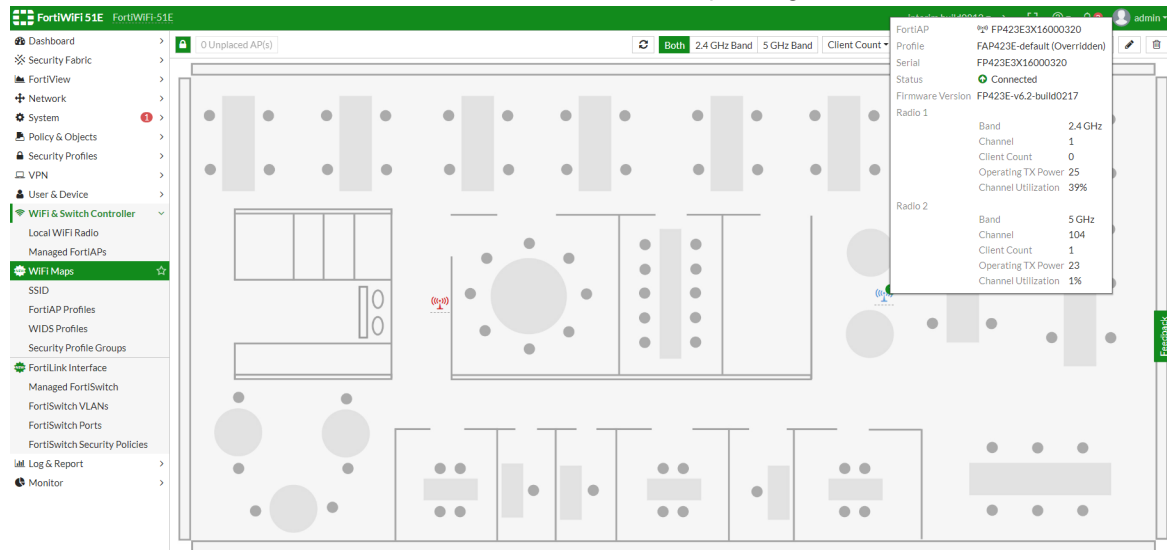 FortiWiFi 51E FortiWiFi-51E
admin
Dashboard
Security Fabric
FortiView
Network
System 1
Policy & Objects
Security Profiles
VPN
User & Device
WiFi & Switch Controller
Local WiFi Radio
Managed FortiAPs
WiFi Maps
SSID
FortiAP Profiles
WIDS Profiles
Security Profile Groups
FortiLink Interface
Managed FortiSwitch
FortiSwitch VLANs
FortiSwitch Ports
FortiSwitch Security Policies
Log & Report
Monitor
0 Unplaced AP(s)
Both 2.4 GHz Band 5 GHz Band Client Count
FortiAP FP423E3X16000320
Profile FAP423E-default (Overridden)
Serial FP423E3X16000320
Status Connected
Firmware Version FP423E-v6.2-build0217
Radio 1
Band 2.4 GHz
Channel 1
Client Count 0
Operating TX Power 25
Channel Utilization 39%
Radio 2
Band 5 GHz
Channel 104
Client Count 1
Operating TX Power 23
Channel Utilization 1%
Feedback